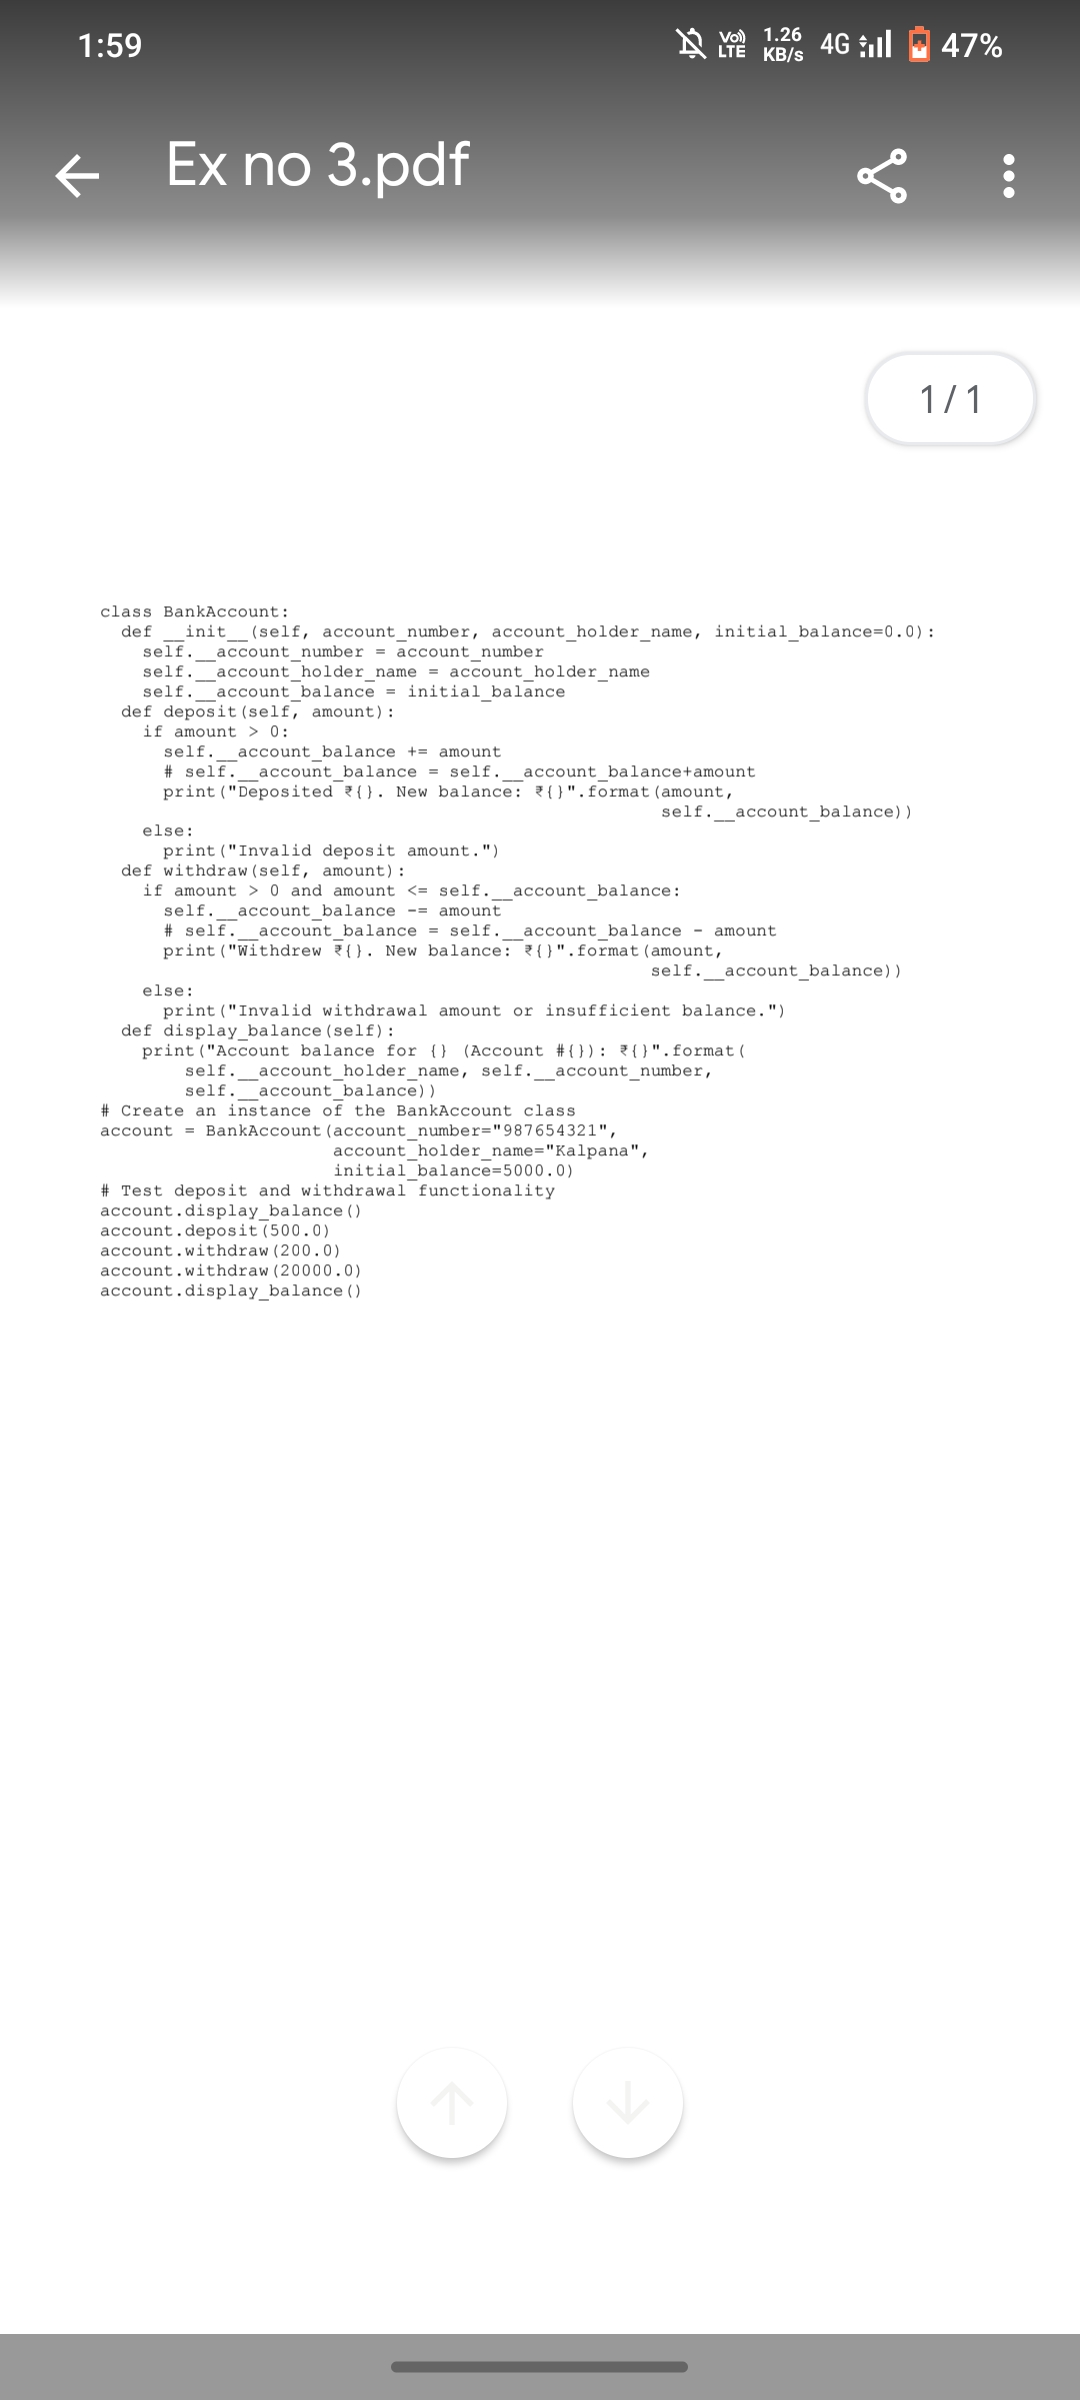 1:59
Vo)) LTE 1.26 KB/s 4G 47%
Ex no 3.pdf
1 / 1
class BankAccount:
  def __init__(self, account_number, account_holder_name, initial_balance=0.0):
    self.__account_number = account_number
    self.__account_holder_name = account_holder_name
    self.__account_balance = initial_balance
  def deposit(self, amount):
    if amount > 0:
      self.__account_balance += amount
      # self.__account_balance = self.__account_balance+amount
      print("Deposited ₹{}. New balance: ₹{}".format(amount,
                                                     self.__account_balance))
    else:
      print("Invalid deposit amount.")
  def withdraw(self, amount):
    if amount > 0 and amount <= self.__account_balance:
      self.__account_balance -= amount
      # self.__account_balance = self.__account_balance - amount
      print("Withdrew ₹{}. New balance: ₹{}".format(amount,
                                                    self.__account_balance))
    else:
      print("Invalid withdrawal amount or insufficient balance.")
  def display_balance(self):
    print("Account balance for {} (Account #{}): ₹{}".format(
        self.__account_holder_name, self.__account_number,
        self.__account_balance))
# Create an instance of the BankAccount class
account = BankAccount(account_number="987654321",
                      account_holder_name="Kalpana",
                      initial_balance=5000.0)
# Test deposit and withdrawal functionality
account.display_balance()
account.deposit(500.0)
account.withdraw(200.0)
account.withdraw(20000.0)
account.display_balance()